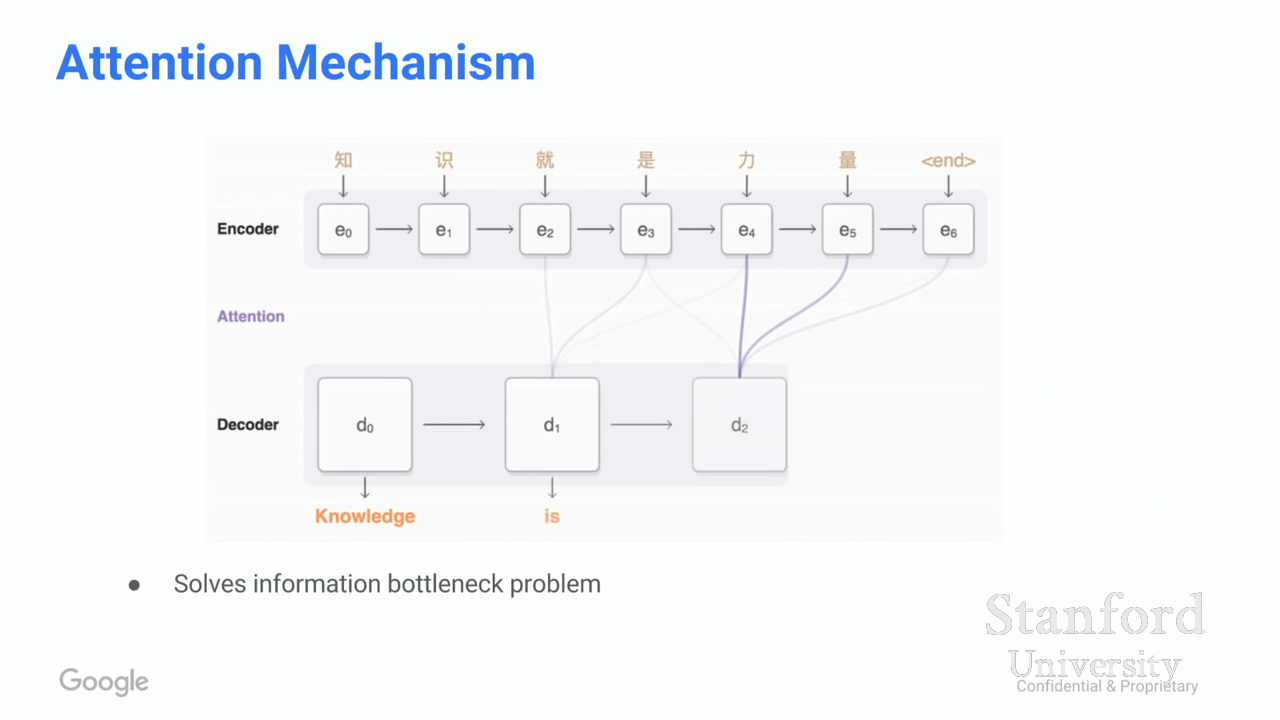 Attention Mechanism
知 识 就 是 力 量 <end>
Encoder e₀ e₁ e₂ e₃ e₄ e₅ e₆
Attention
Decoder d₀ d₁ d₂
Knowledge is
● Solves information bottleneck problem
Stanford
University
Google
Confidential & Proprietary